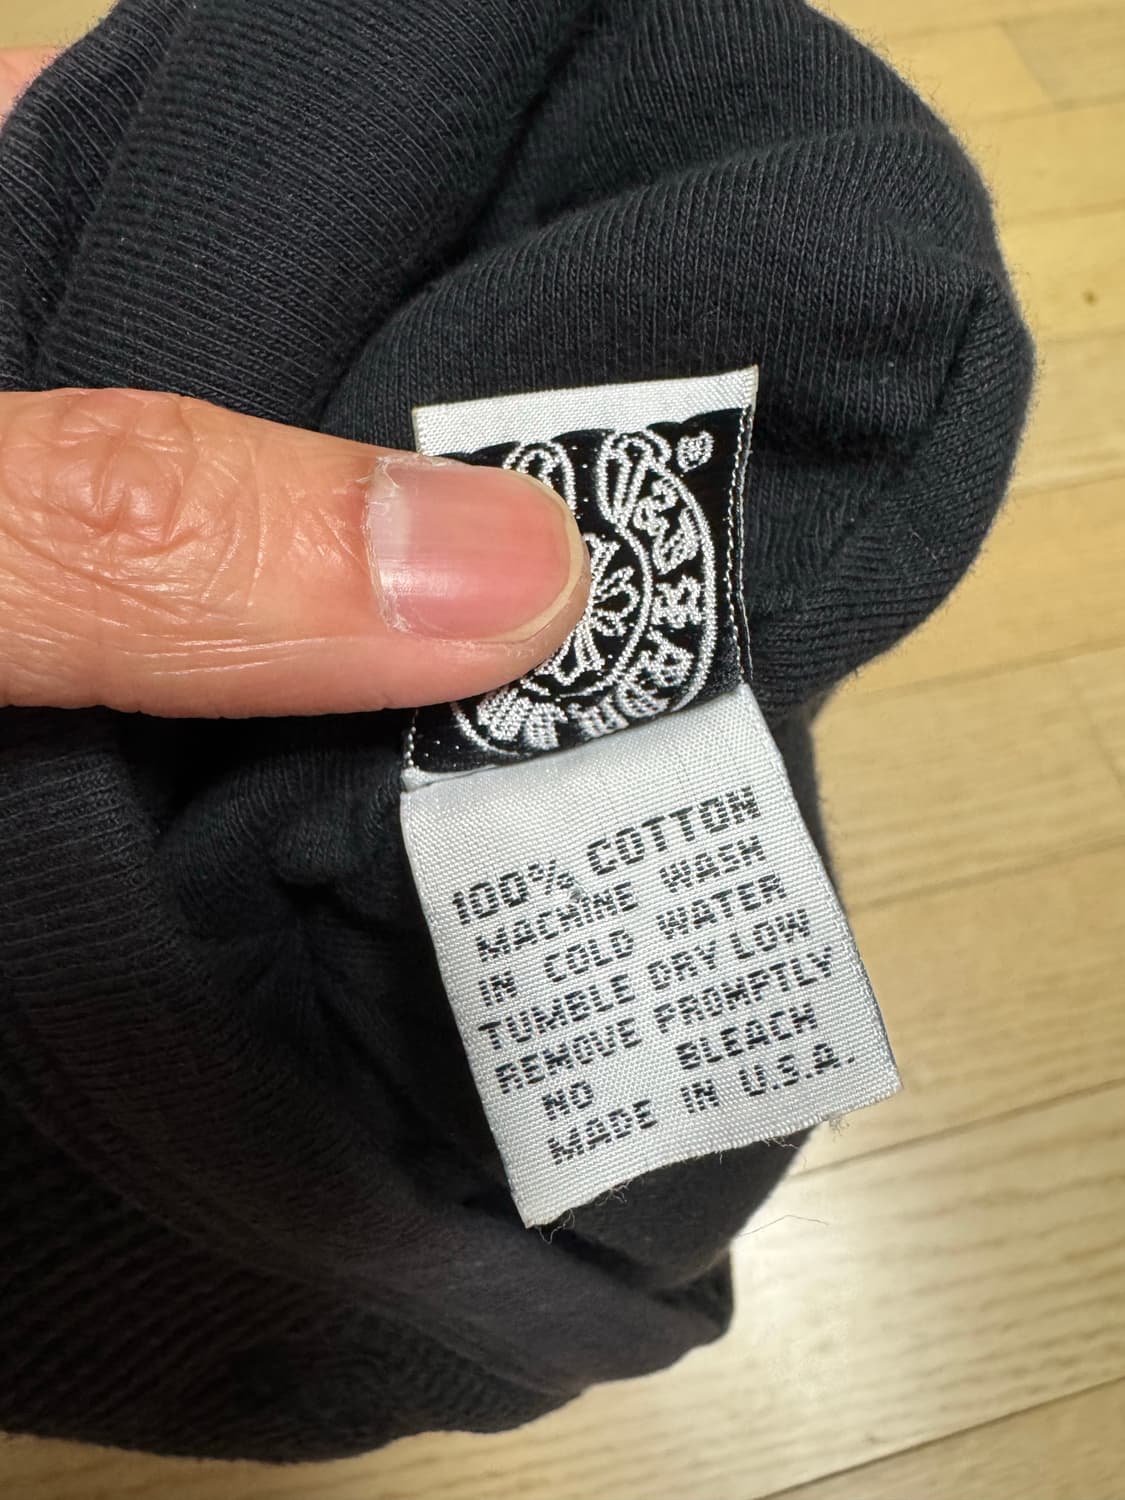 ®
100% COTTON
MACHINE WASH
IN COLD WATER
TUMBLE DRY LOW
REMOVE PROMPTLY
NO BLEACH
MADE IN U.S.A.